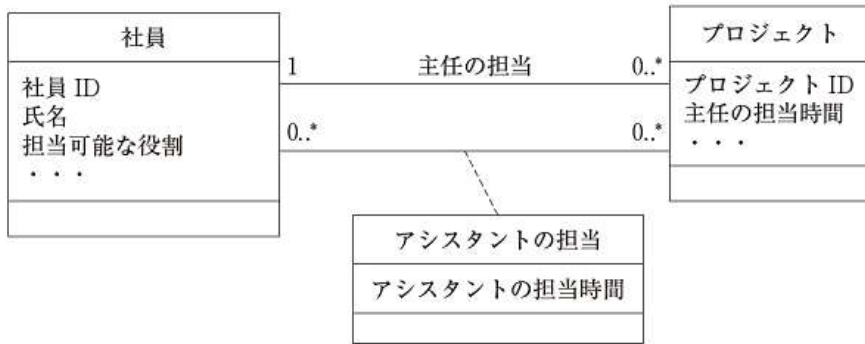 社員
社員 ID
氏名
担当可能な役割
・・・
1 主任の担当 0..*
0..* 0..*
プロジェクト
プロジェクト ID
主任の担当時間
・・・
アシスタントの担当
アシスタントの担当時間